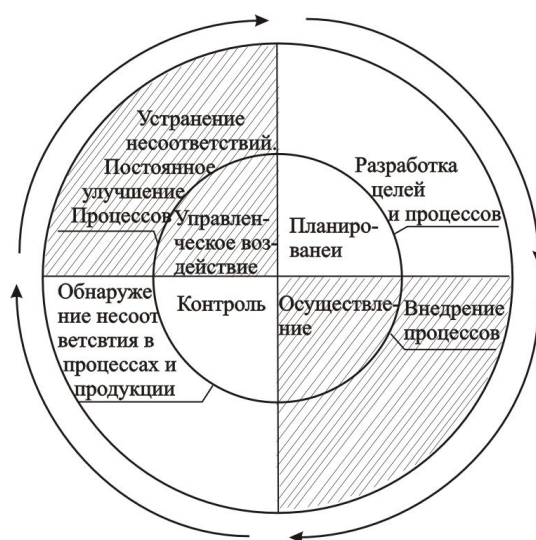 Устранение
несоответствий.
Постоянное
улучшение
Процессов
Управлен-
ческое воз-
действие
Разработка
целей
и процессов
Планиро-
ванеи
Обнаруже
ение несоот
ветсвтия в
процессах и
продукции
Контроль
Осуществле-
ние
Внедрение
процессов